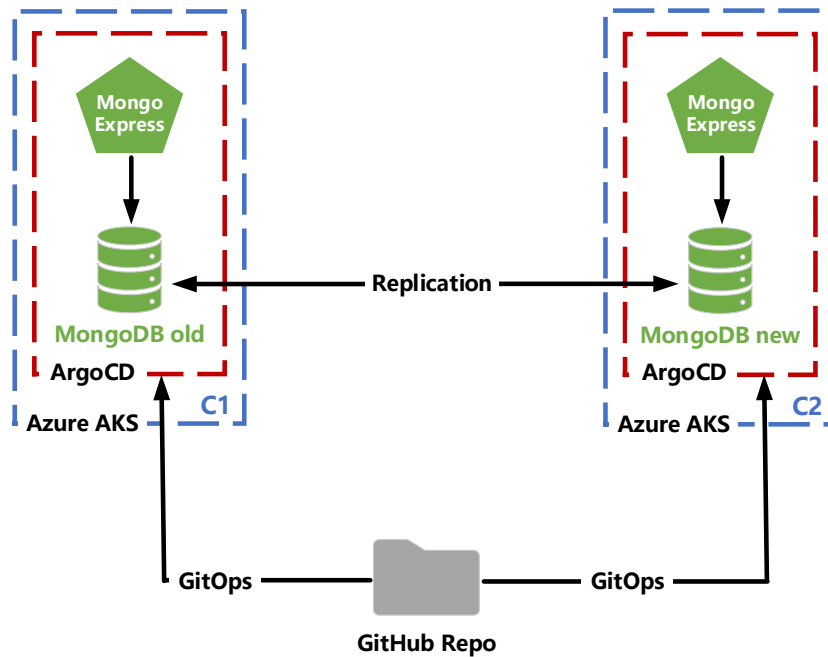 Mongo
Express
Mongo
Express
Replication
MongoDB old
MongoDB new
ArgoCD
ArgoCD
C1
C2
Azure AKS
Azure AKS
GitOps
GitOps
GitHub Repo